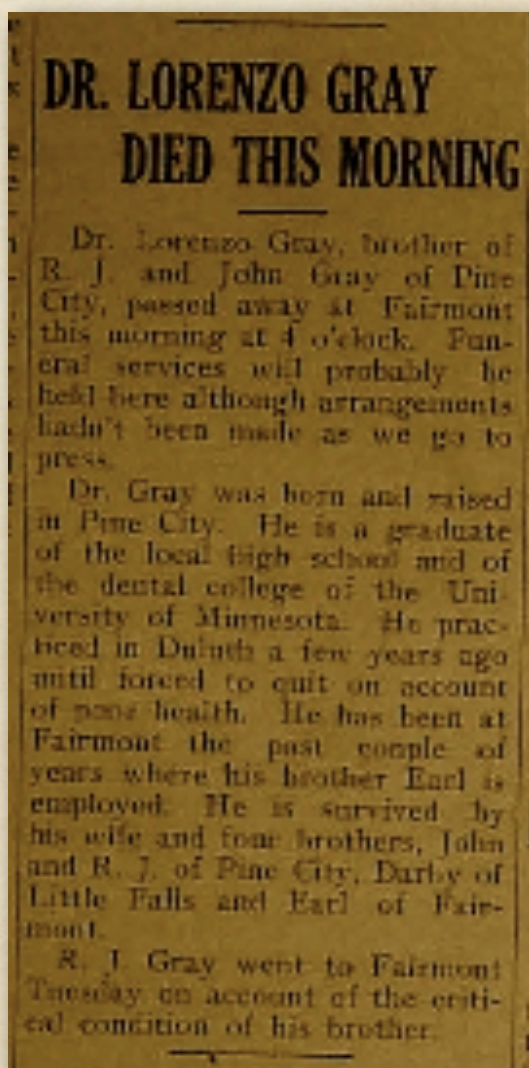 DR. LORENZO GRAY
DIED THIS MORNING
Dr. Lorenzo Gray, brother of
R. J. and John Gray of Pine
City, passed away at Fairmont
this morning at 4 o'clock. Fun-
eral services will probably be
held here although arrangements
hadn't been made as we go to
press.
Dr. Gray was born and raised
in Pine City. He is a graduate
of the local high school and of
the dental college of the Uni-
versity of Minnesota. He prac-
ticed in Duluth a few years ago
until forced to quit on account
of poor health. He has been at
Fairmont the past couple of
years where his brother Earl is
employed. He is survived by
his wife and four brothers, John
and R. J. of Pine City, Darby of
Little Falls and Earl of Fair-
mont.
R. J. Gray went to Fairmont
Tuesday on account of the criti-
cal condition of his brother.